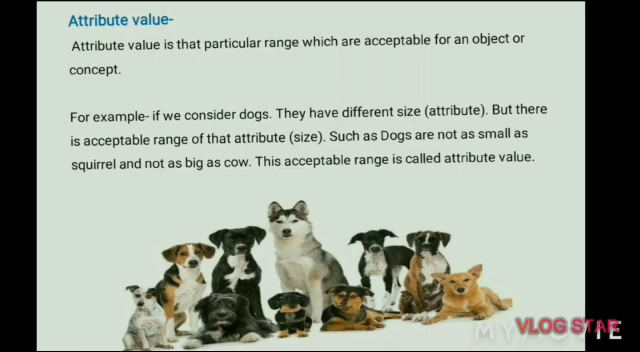 Attribute value-
Attribute value is that particular range which are acceptable for an object or
concept.
For example- if we consider dogs. They have different size (attribute). But there
is acceptable range of that attribute (size). Such as Dogs are not as small as
squirrel and not as big as cow. This acceptable range is called attribute value.
VLOG STAR